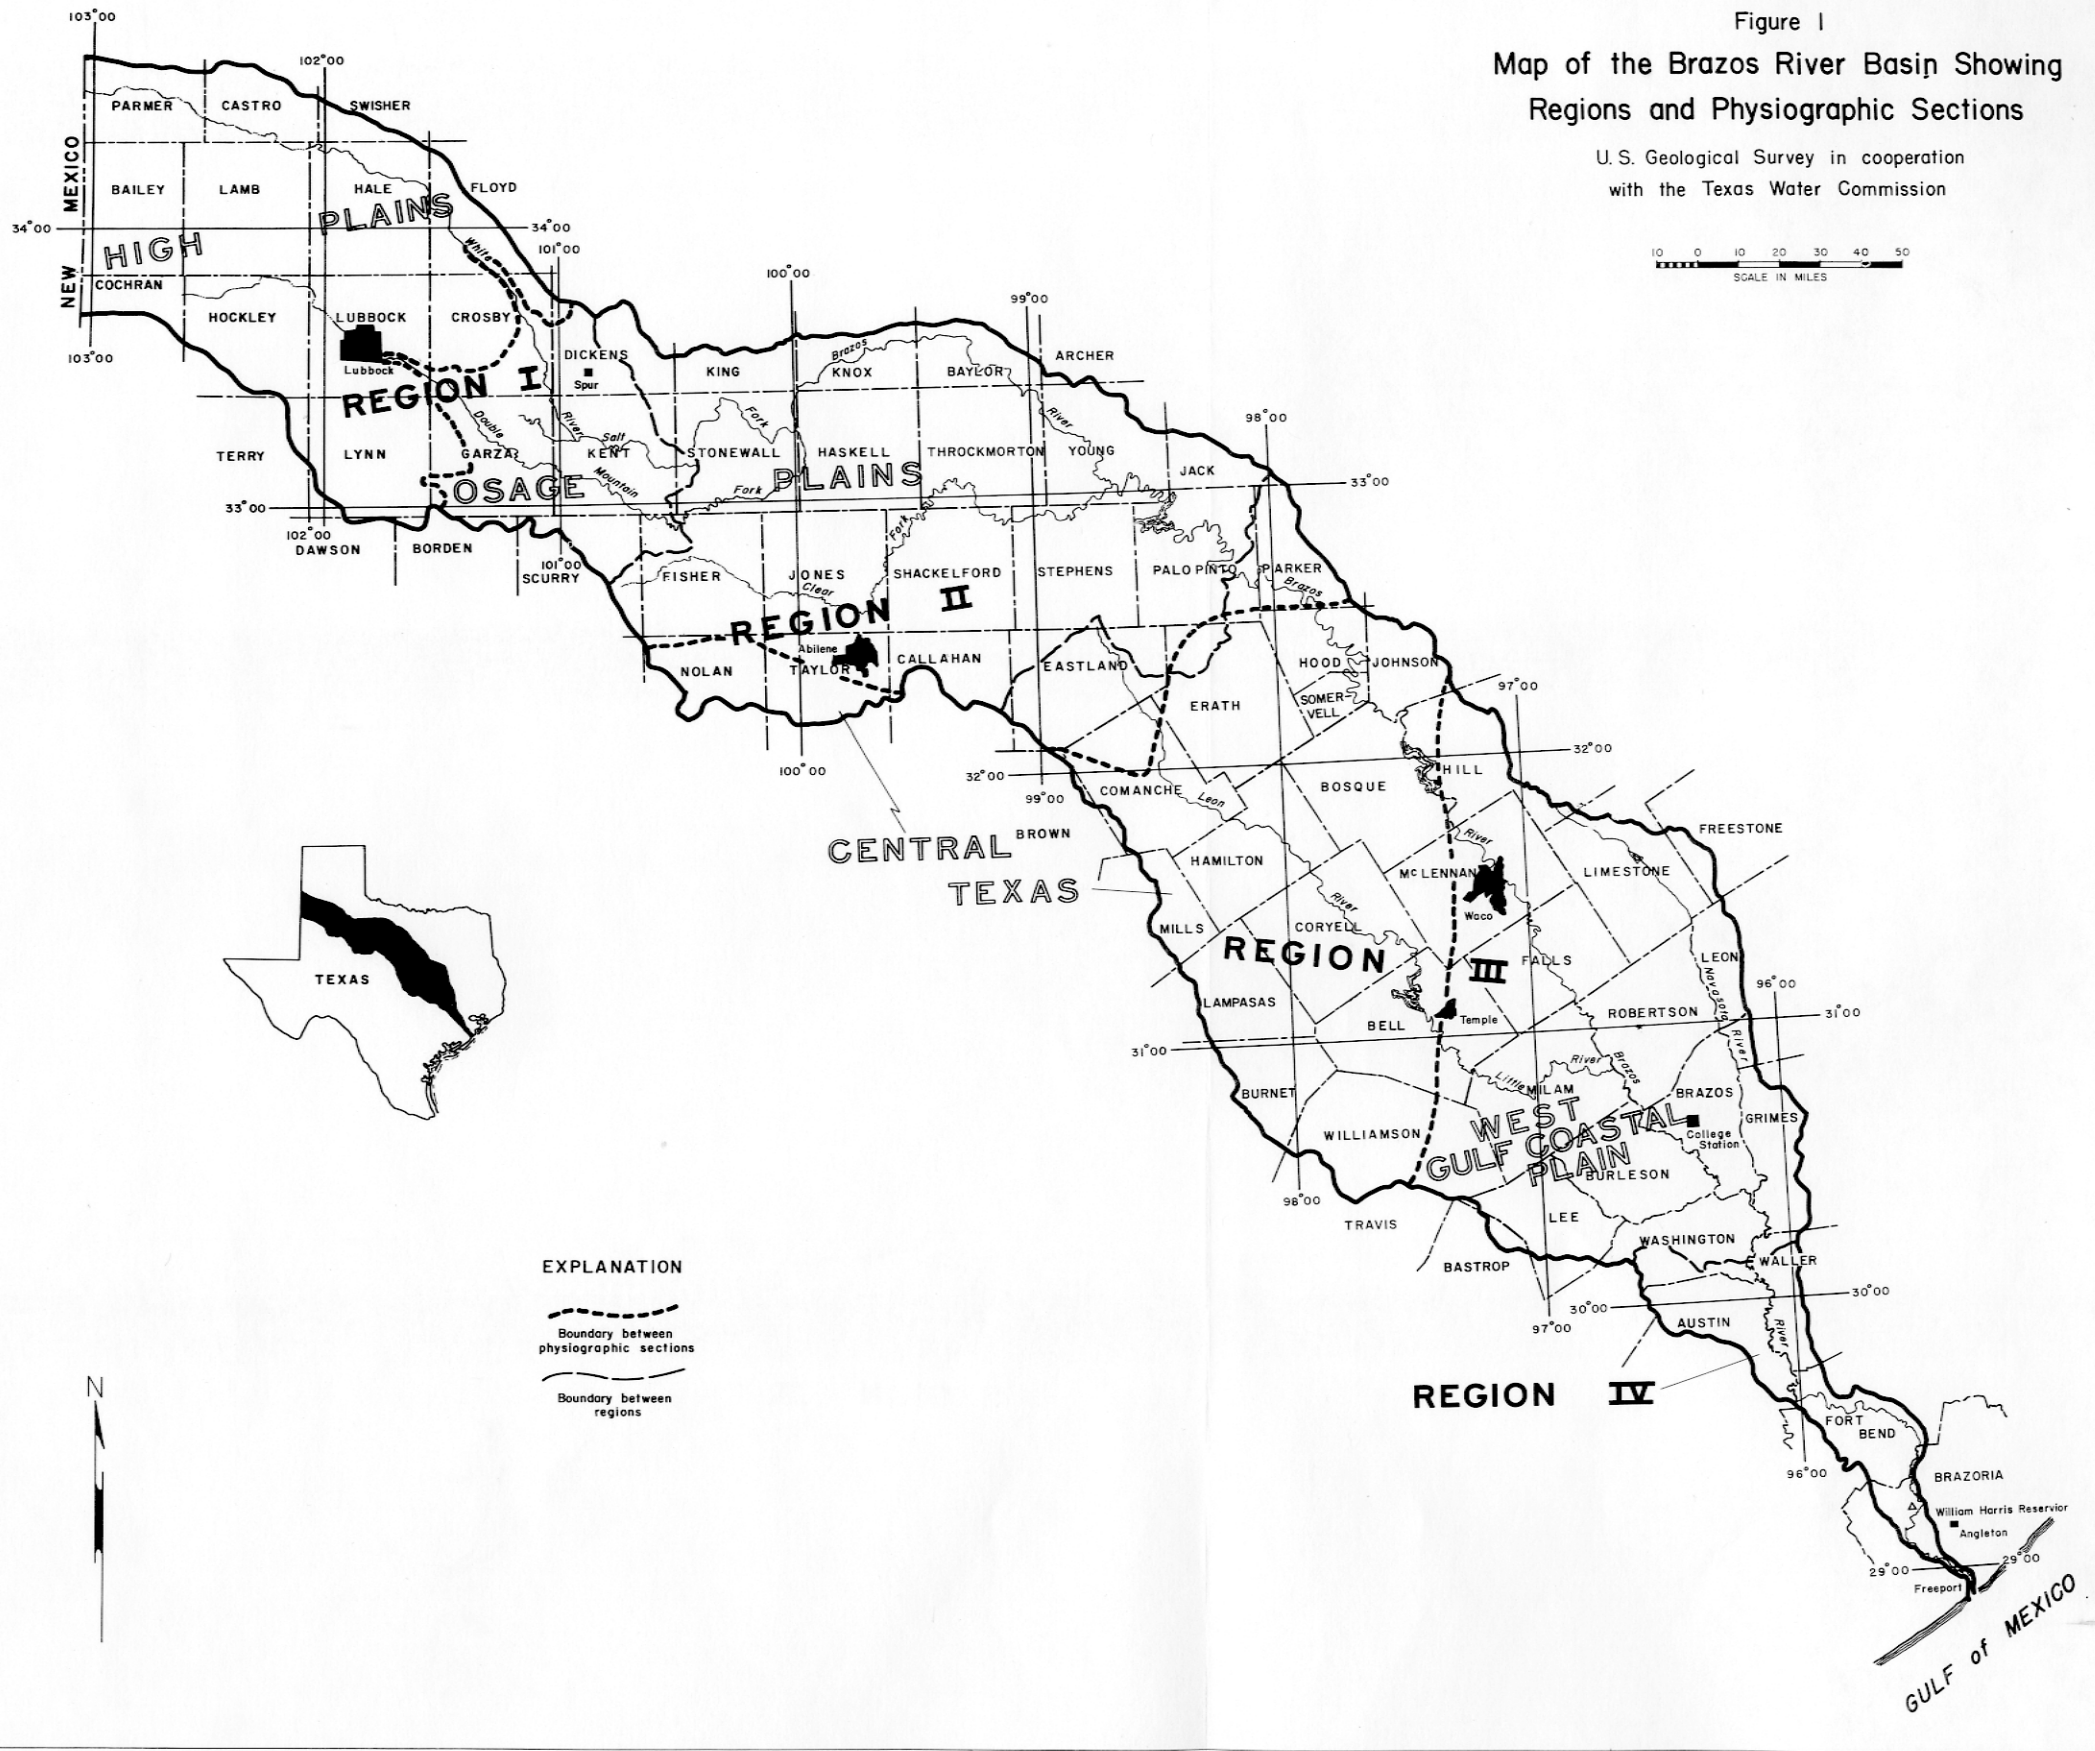 Figure 1
Map of the Brazos River Basin Showing
Regions and Physiographic Sections
U. S. Geological Survey in cooperation
with the Texas Water Commission
10 0 10 20 30 40 50
SCALE IN MILES
103°00
102°00
PARMER
CASTRO
SWISHER
NEW MEXICO
BAILEY
LAMB
HALE
FLOYD
HIGH
PLAINS
34°00
34°00
101°00
White
COCHRAN
HOCKLEY
LUBBOCK
CROSBY
103°00
Lubbock
REGION I
DICKENS
Spur
100°00
99°00
KING
Brazos
KNOX
BAYLOR
ARCHER
98°00
TERRY
LYNN
Double
GARZA
River
Salt
KENT
Fork
STONEWALL
HASKELL
THROCKMORTON
River
YOUNG
JACK
OSAGE
Mountain
Fork
PLAINS
33°00
33°00
102°00
DAWSON
BORDEN
101°00
SCURRY
FISHER
JONES
Clear
Fork
SHACKELFORD
STEPHENS
PALO PINTO
PARKER
Brazos
REGION II
Abilene
NOLAN
TAYLOR
CALLAHAN
EASTLAND
HOOD
JOHNSON
ERATH
SOMER-
VELL
97°00
100°00
32°00
32°00
99°00
COMANCHE
Leon
BOSQUE
HILL
CENTRAL
TEXAS
BROWN
HAMILTON
River
McLENNAN
Waco
LIMESTONE
FREESTONE
TEXAS
MILLS
River
CORYELL
REGION III
FALLS
LEON
Navasota
River
96°00
LAMPASAS
BELL
Temple
ROBERTSON
31°00
31°00
BURNET
Little
River
Brazos
MILAM
BRAZOS
GRIMES
WILLIAMSON
WEST
GULF COASTAL
PLAIN
College
Station
BURLESON
98°00
TRAVIS
LEE
WASHINGTON
BASTROP
WALLER
30°00
30°00
97°00
AUSTIN
River
REGION IV
FORT
BEND
96°00
BRAZORIA
William Harris Reservior
Angleton
29°00
29°00
Freeport
GULF of MEXICO
EXPLANATION
Boundary between
physiographic sections
Boundary between
regions
N